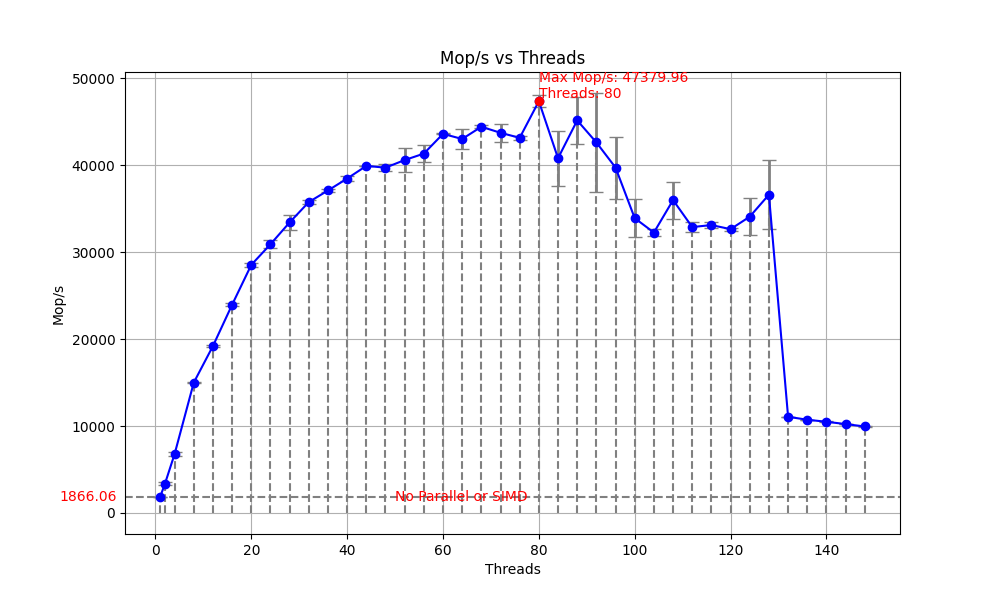 Mop/s vs Threads
Max Mop/s: 47379.96
Threads: 80
50000
40000
30000
20000
10000
1866.06
No Parallel or SIMD
0
Mop/s
0 20 40 60 80 100 120 140
Threads